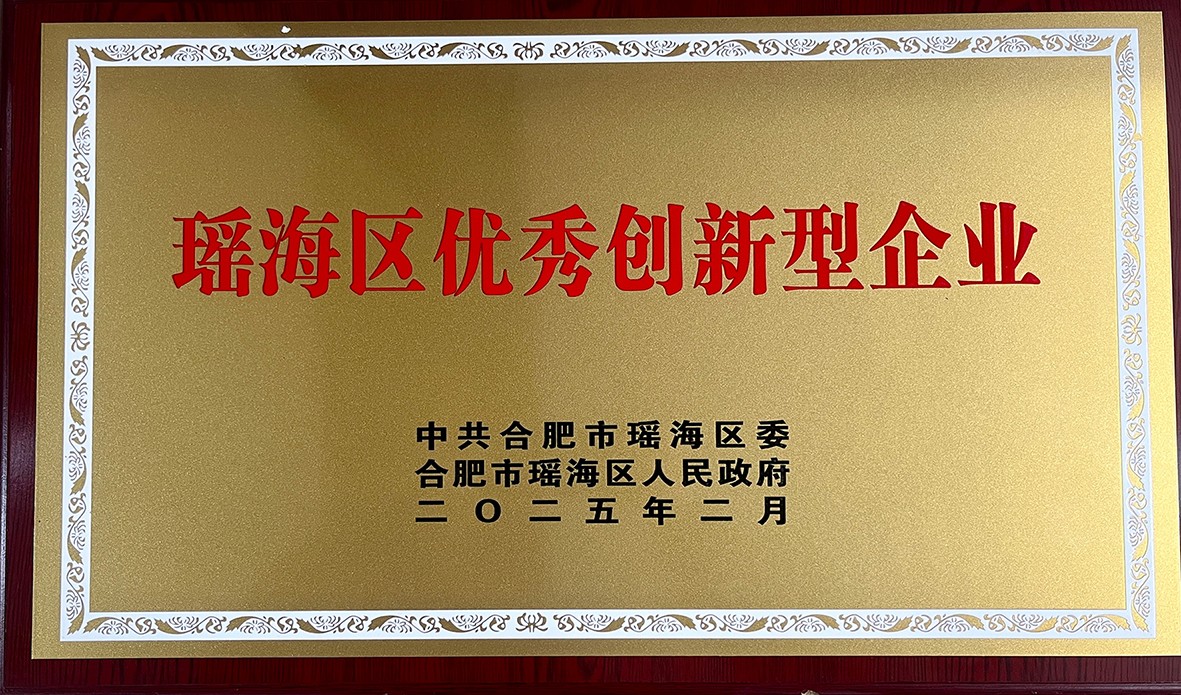 瑶海区优秀创新型企业
中共合肥市瑶海区委
合肥市瑶海区人民政府
二〇二五年二月